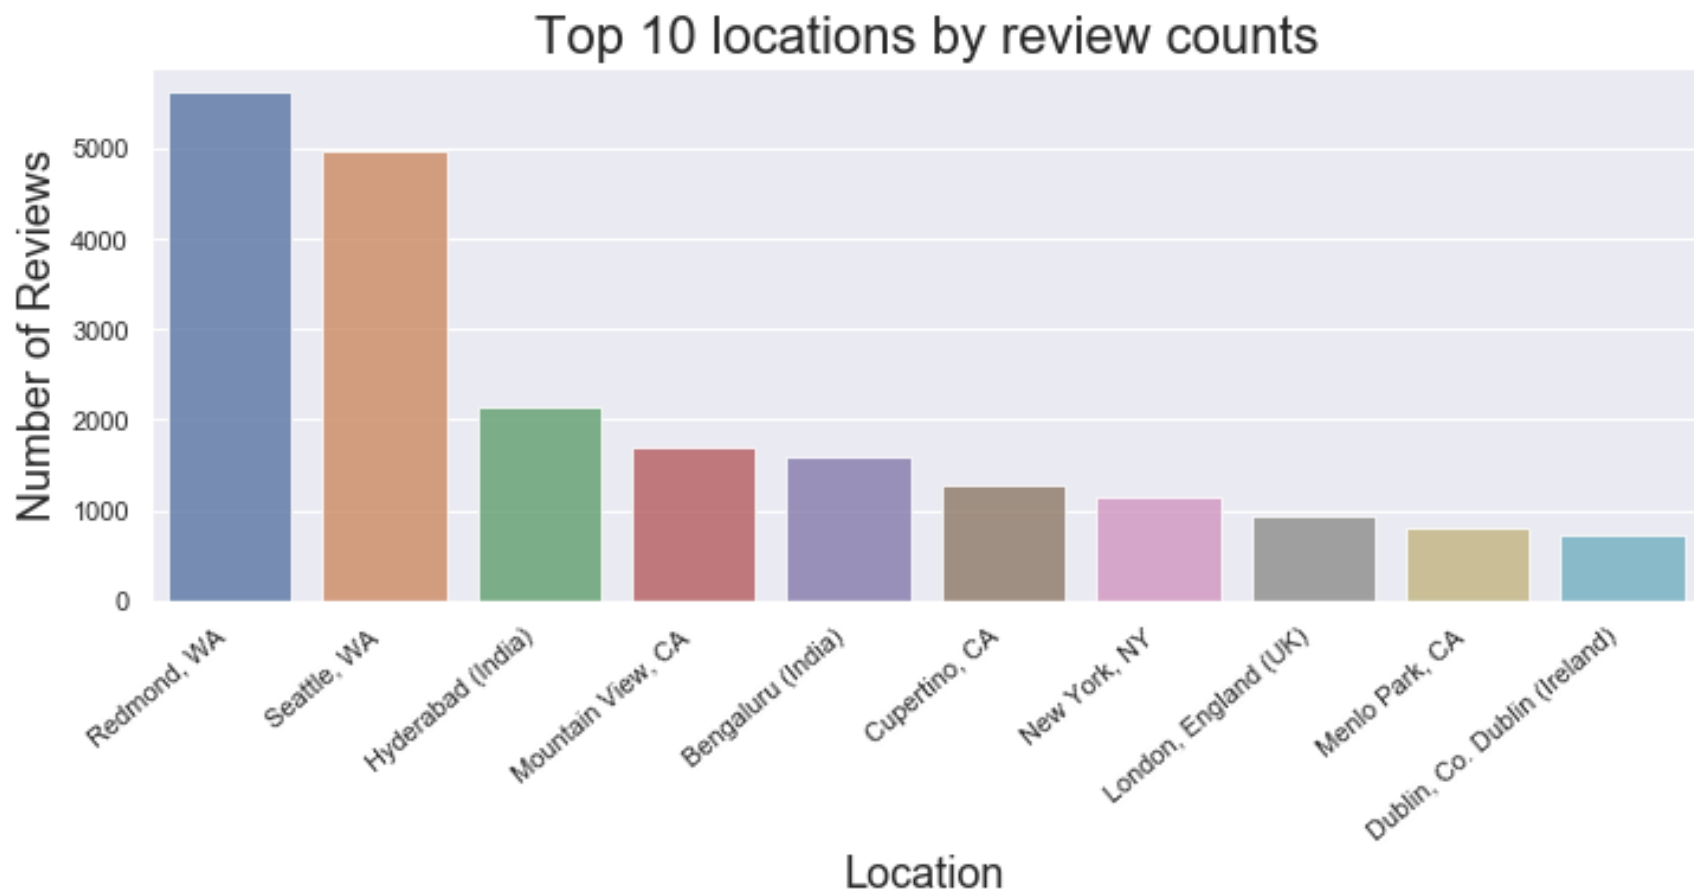 Top 10 locations by review counts
Number of Reviews
5000
4000
3000
2000
1000
0
Redmond, WA
Seattle, WA
Hyderabad (India)
Mountain View, CA
Bengaluru (India)
Cupertino, CA
New York, NY
London, England (UK)
Menlo Park, CA
Dublin, Co. Dublin (Ireland)
Location